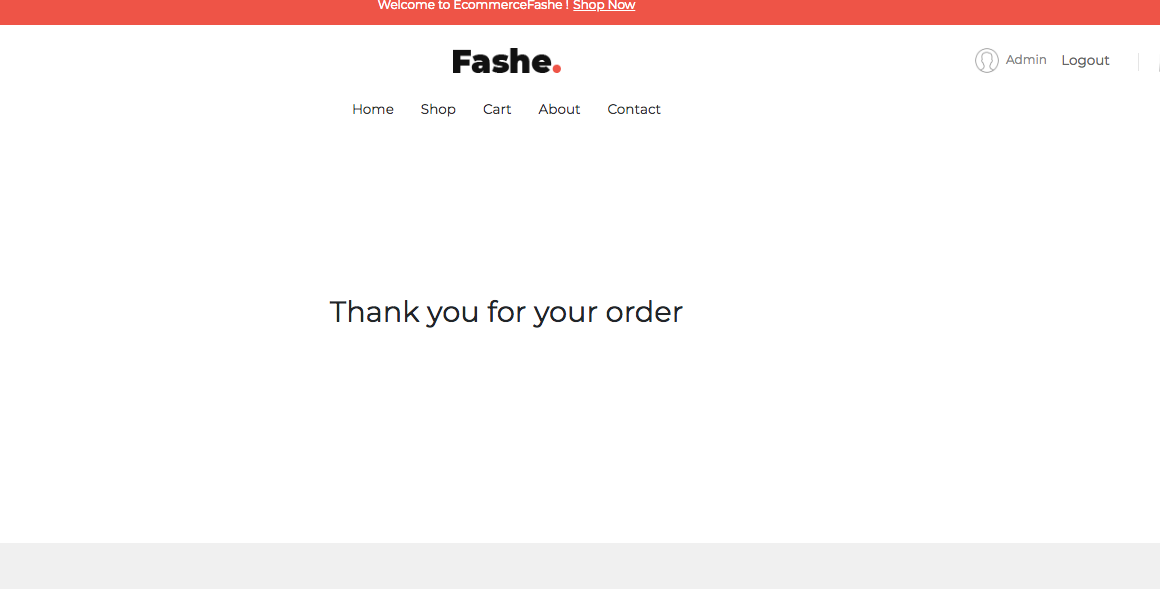 Welcome to EcommerceFashe ! Shop Now
Fashe.
Admin Logout
Home Shop Cart About Contact
Thank you for your order